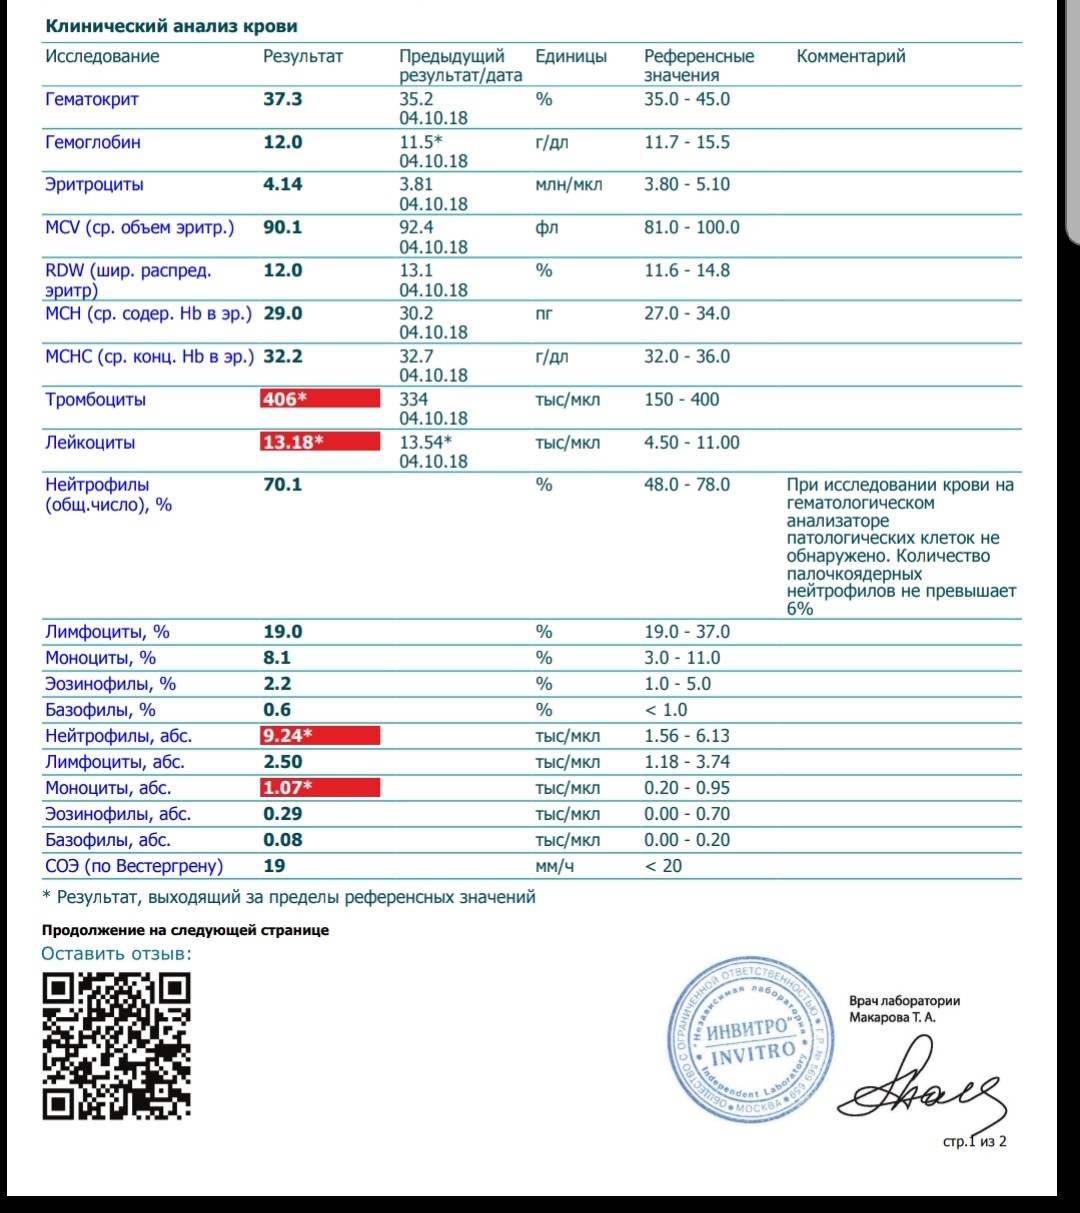 Клинический анализ крови
Исследование Результат Предыдущий результат/дата Единицы Референсные значения Комментарий
Гематокрит 37.3 35.2 04.10.18 % 35.0 - 45.0
Гемоглобин 12.0 11.5* 04.10.18 г/дл 11.7 - 15.5
Эритроциты 4.14 3.81 04.10.18 млн/мкл 3.80 - 5.10
MCV (ср. объем эритр.) 90.1 92.4 04.10.18 фл 81.0 - 100.0
RDW (шир. распред. эритр) 12.0 13.1 04.10.18 % 11.6 - 14.8
MCH (ср. содер. Hb в эр.) 29.0 30.2 04.10.18 пг 27.0 - 34.0
MCHC (ср. конц. Hb в эр.) 32.2 32.7 04.10.18 г/дл 32.0 - 36.0
Тромбоциты 406* 334 04.10.18 тыс/мкл 150 - 400
Лейкоциты 13.18* 13.54* 04.10.18 тыс/мкл 4.50 - 11.00
Нейтрофилы (общ.число), % 70.1 % 48.0 - 78.0 При исследовании крови на
гематологическом
анализаторе
патологических клеток не
обнаружено. Количество
палочкоядерных
нейтрофилов не превышает
6%
Лимфоциты, % 19.0 % 19.0 - 37.0
Моноциты, % 8.1 % 3.0 - 11.0
Эозинофилы, % 2.2 % 1.0 - 5.0
Базофилы, % 0.6 % < 1.0
Нейтрофилы, абс. 9.24* тыс/мкл 1.56 - 6.13
Лимфоциты, абс. 2.50 тыс/мкл 1.18 - 3.74
Моноциты, абс. 1.07* тыс/мкл 0.20 - 0.95
Эозинофилы, абс. 0.29 тыс/мкл 0.00 - 0.70
Базофилы, абс. 0.08 тыс/мкл 0.00 - 0.20
СОЭ (по Вестергрену) 19 мм/ч < 20
* Результат, выходящий за пределы референсных значений
Продолжение на следующей странице
Оставить отзыв:
ОБЩЕСТВО С ОГРАНИЧЕННОЙ ОТВЕТСТВЕННОСТЬЮ
МОСКВА
"Независимая лаборатория
ИНВИТРО"
INVITRO
Independent Laboratory
Врач лаборатории
Макарова Т. А.
стр.1 из 2